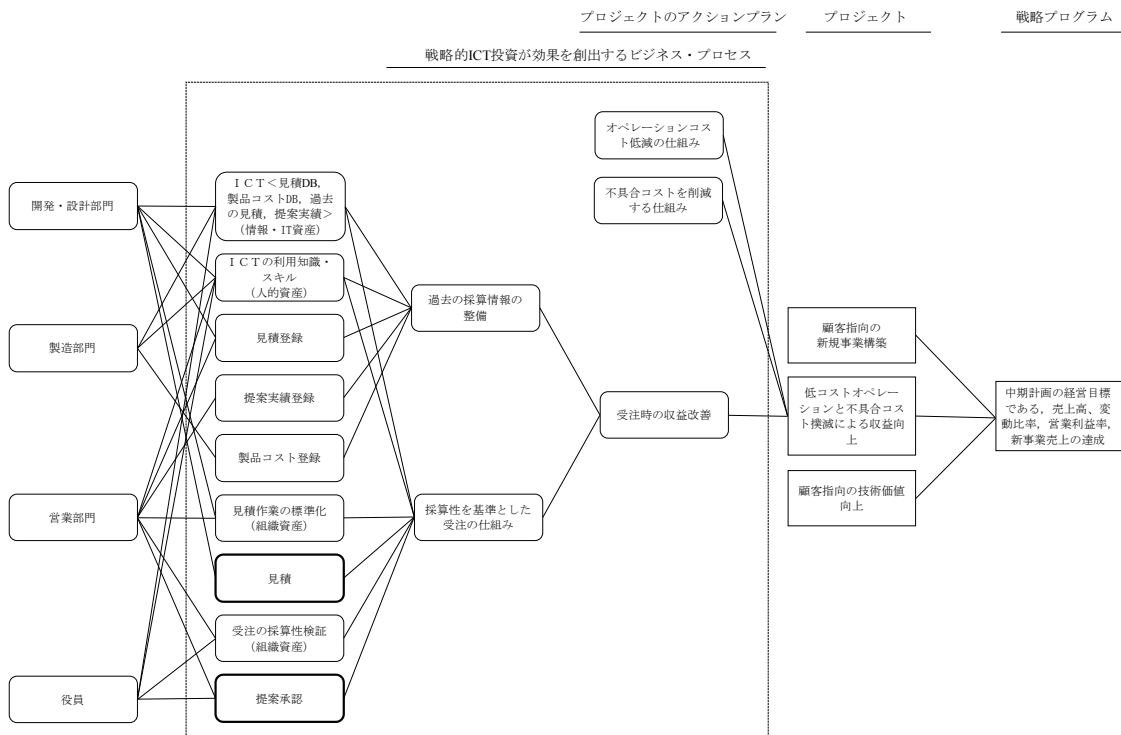 プロジェクトのアクションプラン
プロジェクト
戦略プログラム
戦略的ICT投資が効果を創出するビジネス・プロセス
オペレーションコス
ト低減の仕組み
不具合コストを削減
する仕組み
開発・設計部門
製造部門
営業部門
役員
ＩＣＴ＜見積DB，
製品コストDB，過去
の見積，提案実績＞
（情報・IT資産）
ＩＣＴの利用知識・
スキル
（人的資産）
見積登録
提案実績登録
製品コスト登録
見積作業の標準化
（組織資産）
見積
受注の採算性検証
（組織資産）
提案承認
過去の採算情報の
整備
採算性を基準とした
受注の仕組み
受注時の収益改善
顧客指向の
新規事業構築
低コストオペレー
ションと不具合コス
ト撲滅による収益向
上
顧客指向の技術価値
向上
中期計画の経営目標
である，売上高、変
動比率，営業利益率，
新事業売上の達成